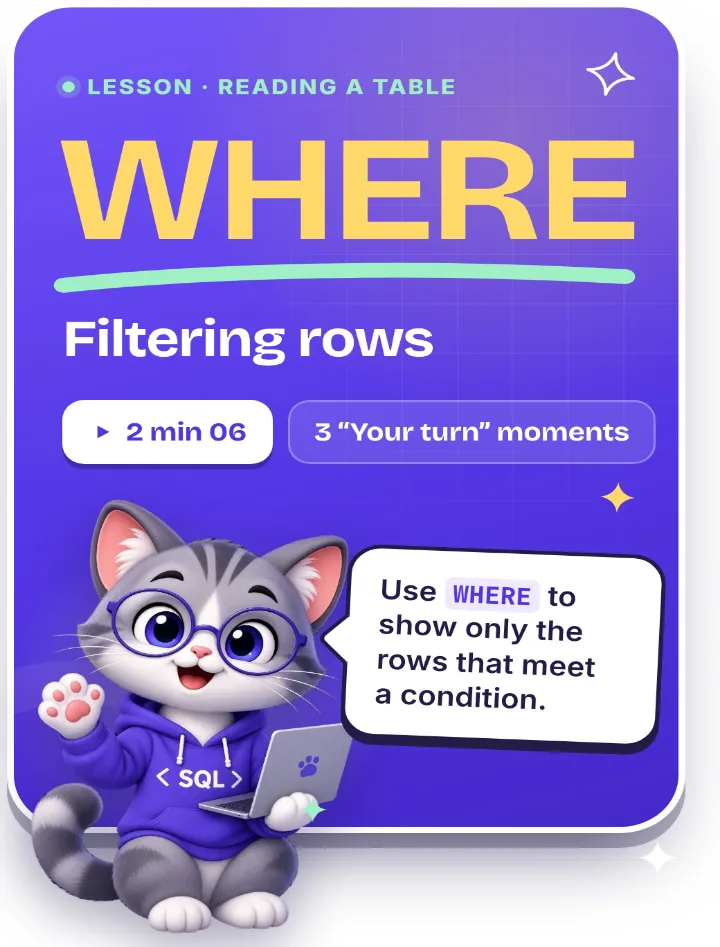 LESSON · READING A TABLE
WHERE
Filtering rows
2 min 06
3 “Your turn” moments
Use WHERE to
show only the
rows that meet
a condition.
< SQL >